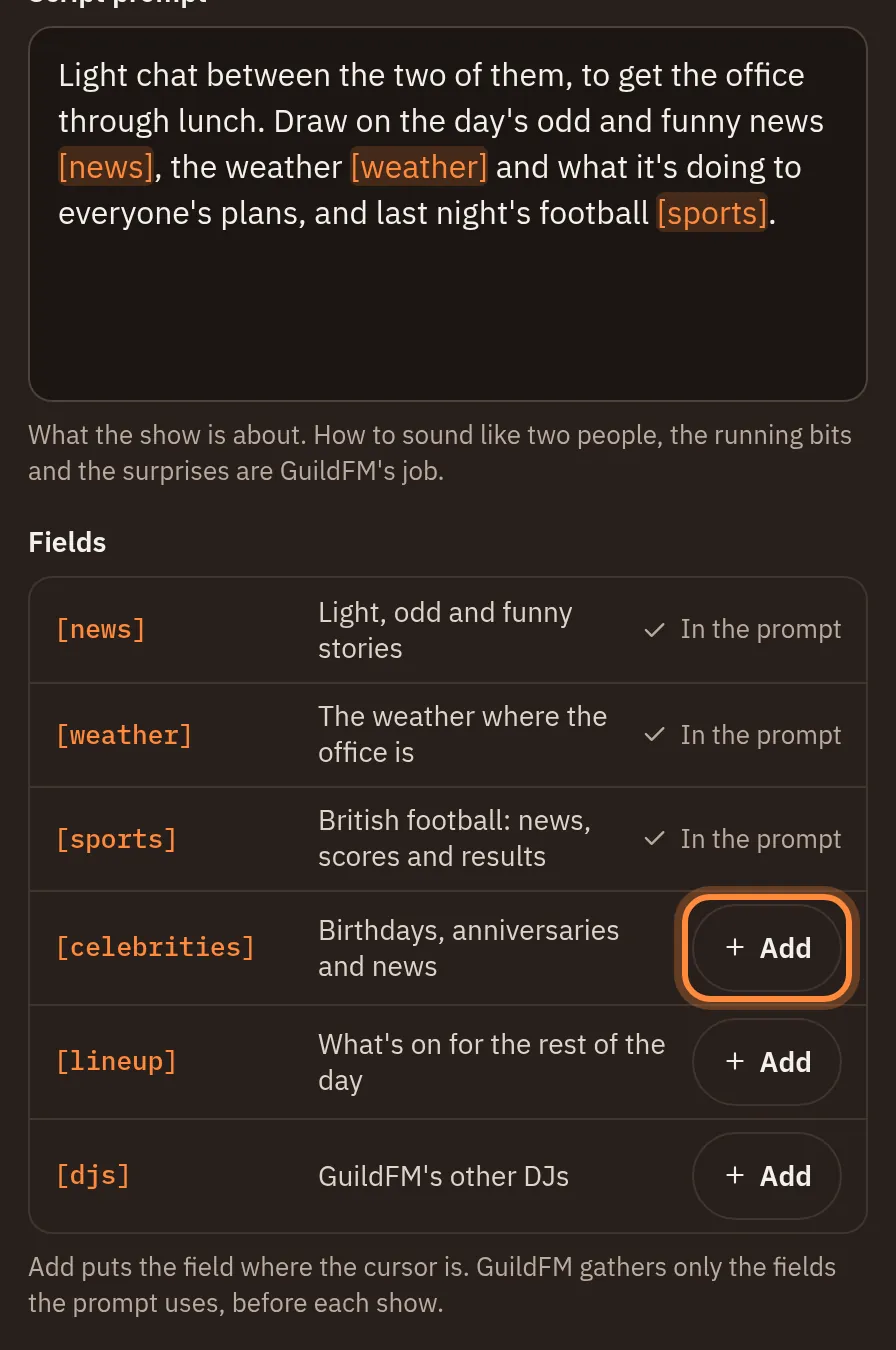 Script prompt
Light chat between the two of them, to get the office
through lunch. Draw on the day's odd and funny news
[news], the weather [weather] and what it's doing to
everyone's plans, and last night's football [sports].
What the show is about. How to sound like two people, the running bits
and the surprises are GuildFM's job.
Fields
[news]
Light, odd and funny
stories
✓ In the prompt
[weather]
The weather where the
office is
✓ In the prompt
[sports]
British football: news,
scores and results
✓ In the prompt
[celebrities]
Birthdays, anniversaries
and news
+ Add
[lineup]
What's on for the rest of the
day
+ Add
[djs]
GuildFM's other DJs
+ Add
Add puts the field where the cursor is. GuildFM gathers only the fields
the prompt uses, before each show.